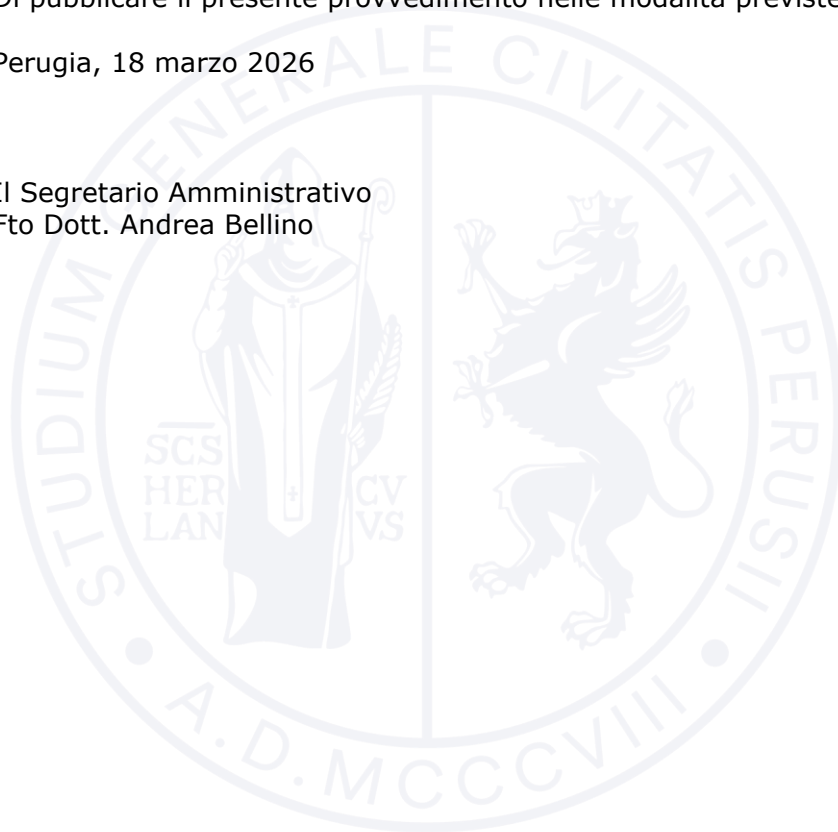 Di pubblicare il presente provvedimento nelle modalità previste
Perugia, 18 marzo 2026
Il Segretario Amministrativo
Fto Dott. Andrea Bellino
STUDIUM GENERALE CIVITATIS PERUSII
SCS
HER
LAN
CV
VS
• A.D. MCCCVIII •